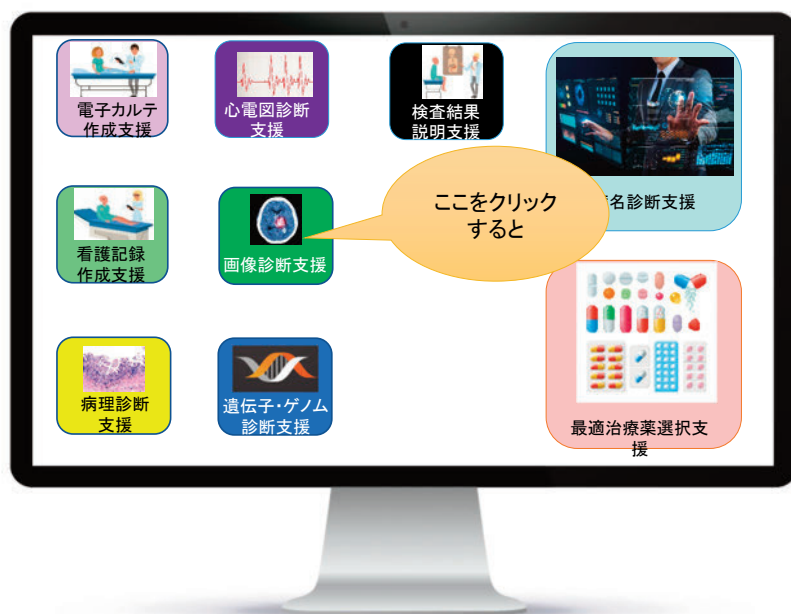 電子カルテ
作成支援
心電図診断
支援
検査結果
説明支援
名診断支援
看護記録
作成支援
画像診断支援
ここをクリック
すると
病理診断
支援
遺伝子・ゲノム
診断支援
最適治療薬選択支
援